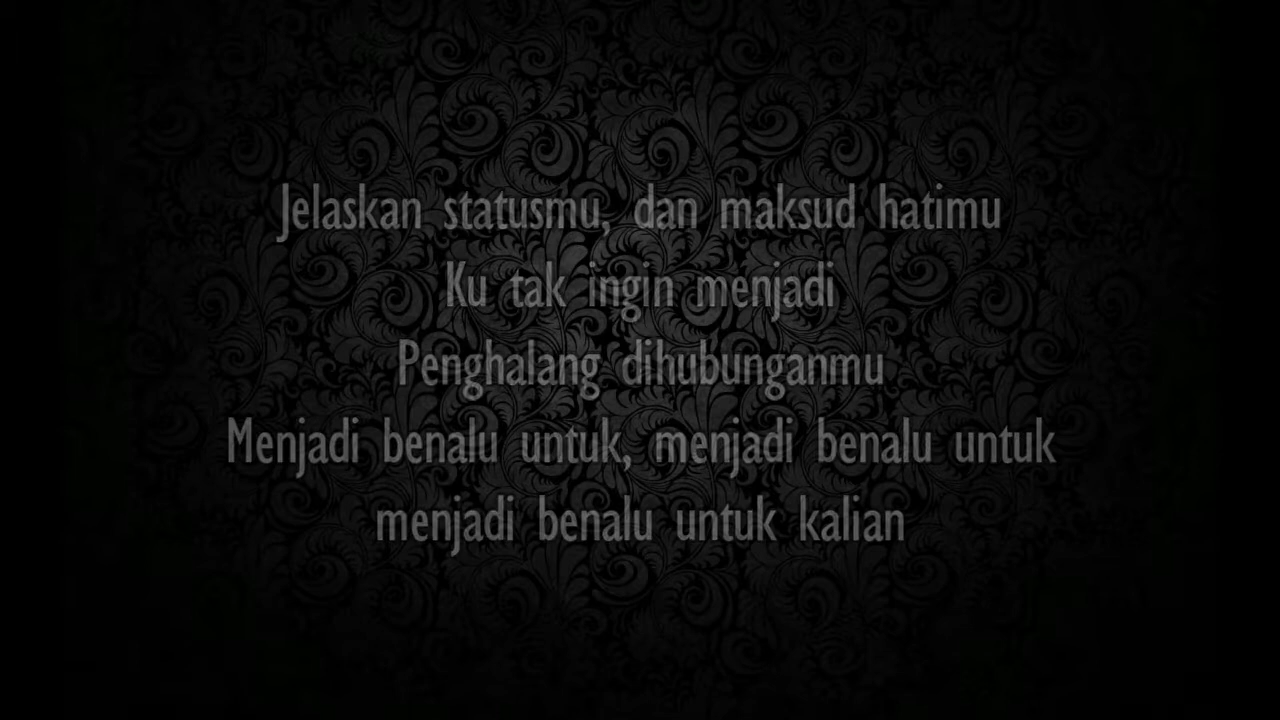 Jelaskan statusmu, dan maksud hatimu
Ku tak ingin menjadi
Penghalang dihubunganmu
Menjadi benalu untuk, menjadi benalu untuk
menjadi benalu untuk kalian